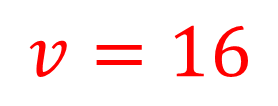 𝑣 = 16